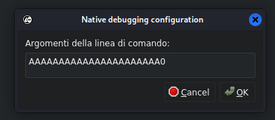 Native debugging configuration
Argomenti della linea di comando:
AAAAAAAAAAAAAAAAAAAAAA0
Cancel
OK